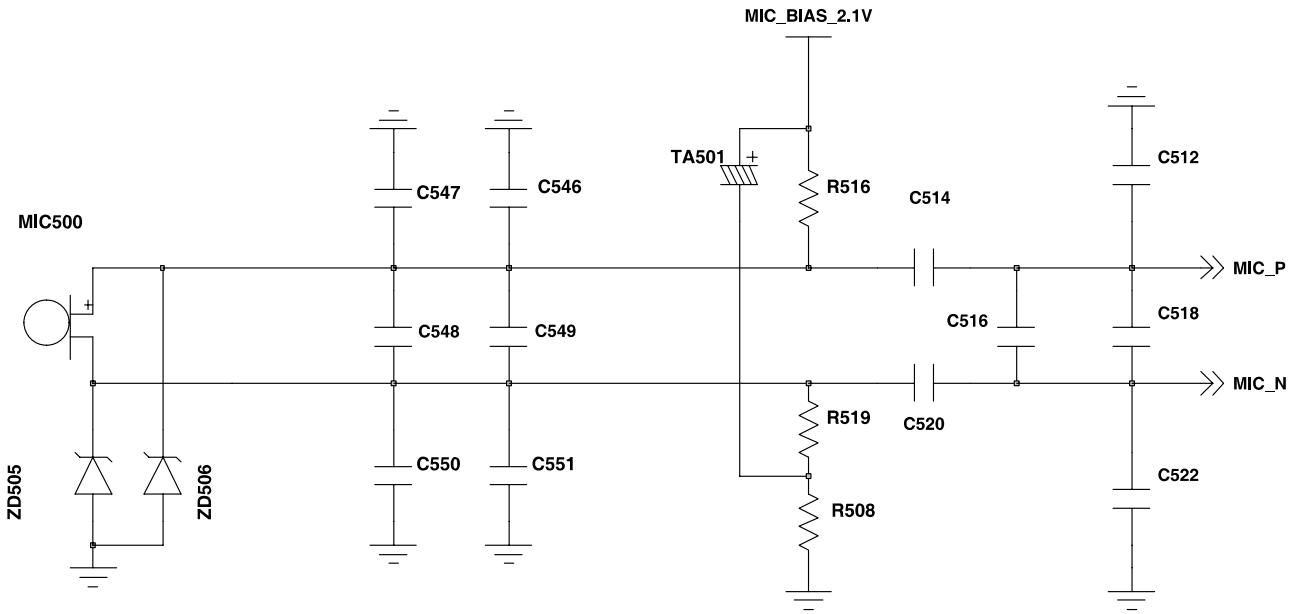 MIC_BIAS_2.1V
TA501
+
C512
C547
C546
R516
C514
MIC500
+
MIC_P
C548
C549
C516
C518
MIC_N
R519
C520
C550
C551
C522
ZD505
ZD506
R508